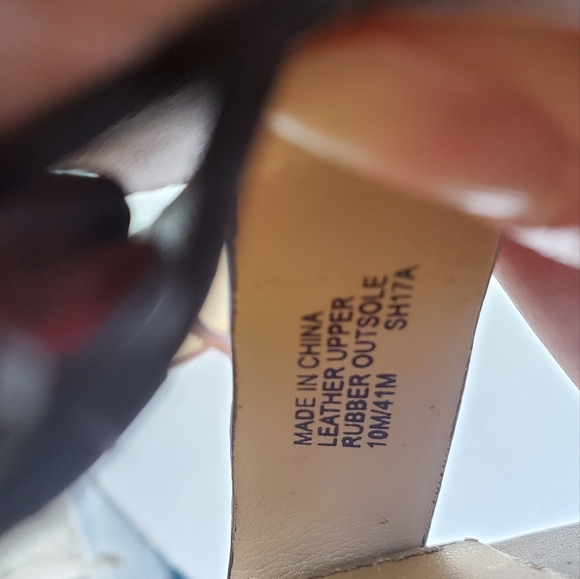 MADE IN CHINA
LEATHER UPPER
RUBBER OUTSOLE
10M/41M SH17A